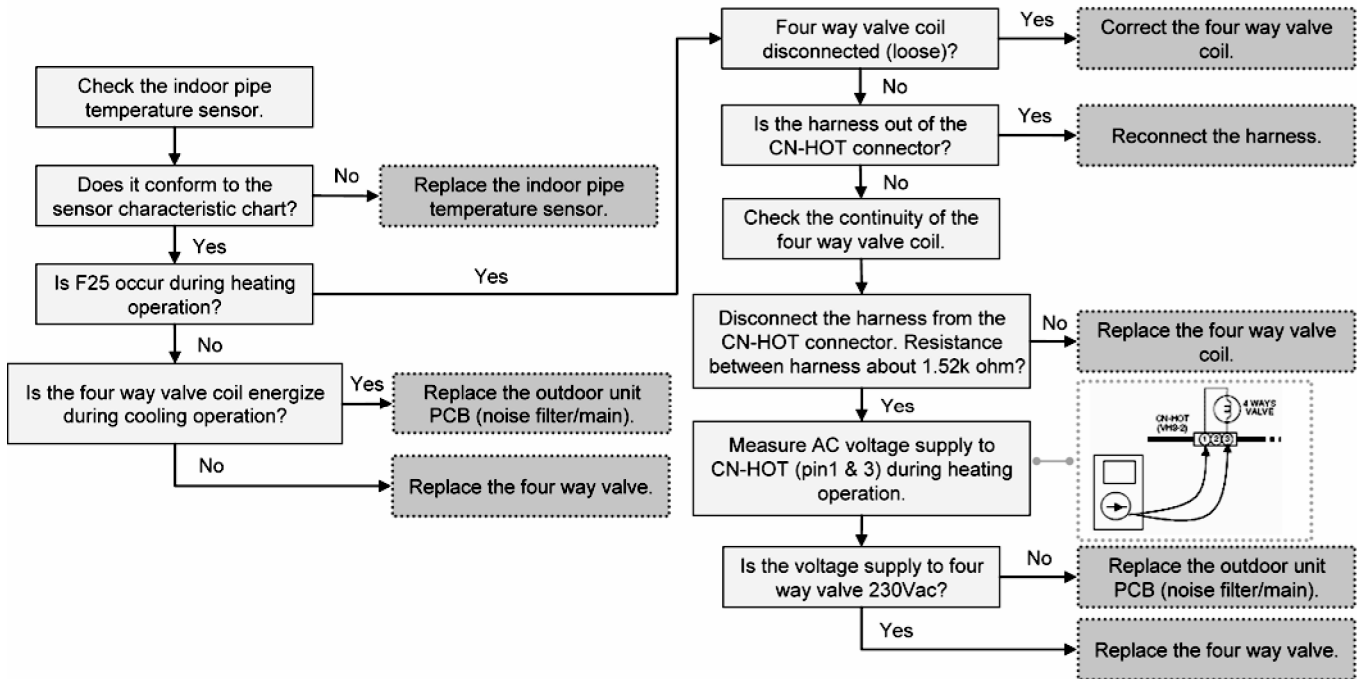 Check the indoor pipe
temperature sensor.
Does it conform to the
sensor characteristic chart?
No
Replace the indoor pipe
temperature sensor.
Yes
Is F25 occur during heating
operation?
Yes
No
Is the four way valve coil energize
during cooling operation?
Yes
Replace the outdoor unit
PCB (noise filter/main).
No
Replace the four way valve.
Four way valve coil
disconnected (loose)?
Yes
Correct the four way valve
coil.
No
Is the harness out of the
CN-HOT connector?
Yes
Reconnect the harness.
No
Check the continuity of the
four way valve coil.
Disconnect the harness from the
CN-HOT connector. Resistance
between harness about 1.52k ohm?
No
Replace the four way valve
coil.
Yes
Measure AC voltage supply to
CN-HOT (pin1 & 3) during heating
operation.
4 WAYS
VALVE
CN-HOT
(VH3-2)
1 2 3
Is the voltage supply to four
way valve 230Vac?
No
Replace the outdoor unit
PCB (noise filter/main).
Yes
Replace the four way valve.